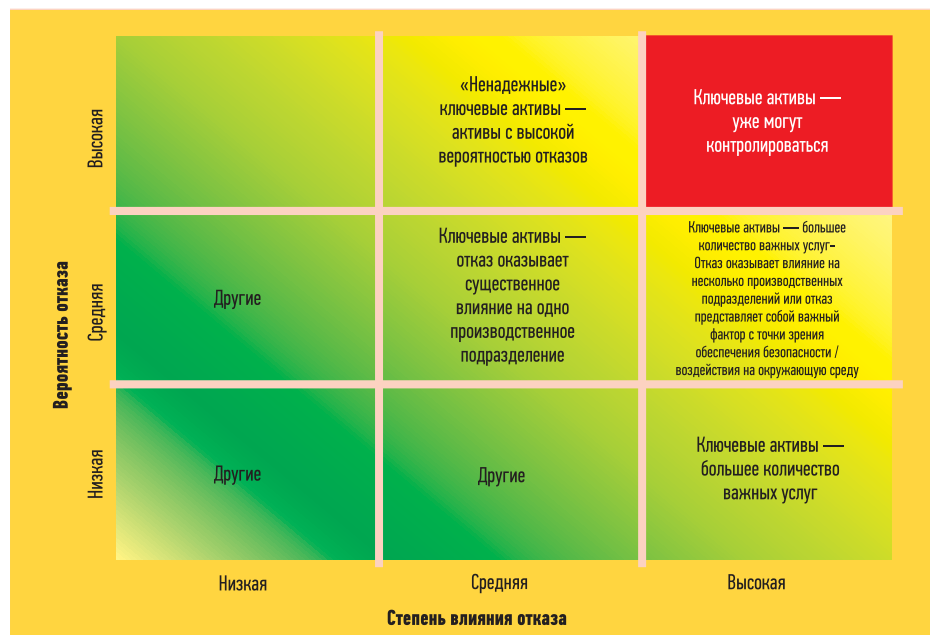 Вероятность отказа
Высокая
«Ненадежные»
ключевые активы —
активы с высокой
вероятностью отказов
Ключевые активы —
уже могут
контролироваться
Средняя
Другие
Ключевые активы —
отказ оказывает
существенное
влияние на одно
производственное
подразделение
Ключевые активы — большее
количество важных услуг–
Отказ оказывает влияние на
несколько производственных
подразделений или отказ
представляет собой важный
фактор с точки зрения
обеспечения безопасности /
воздействия на окружающую среду
Низкая
Другие
Другие
Ключевые активы —
большее количество
важных услуг
Низкая
Средняя
Высокая
Степень влияния отказа